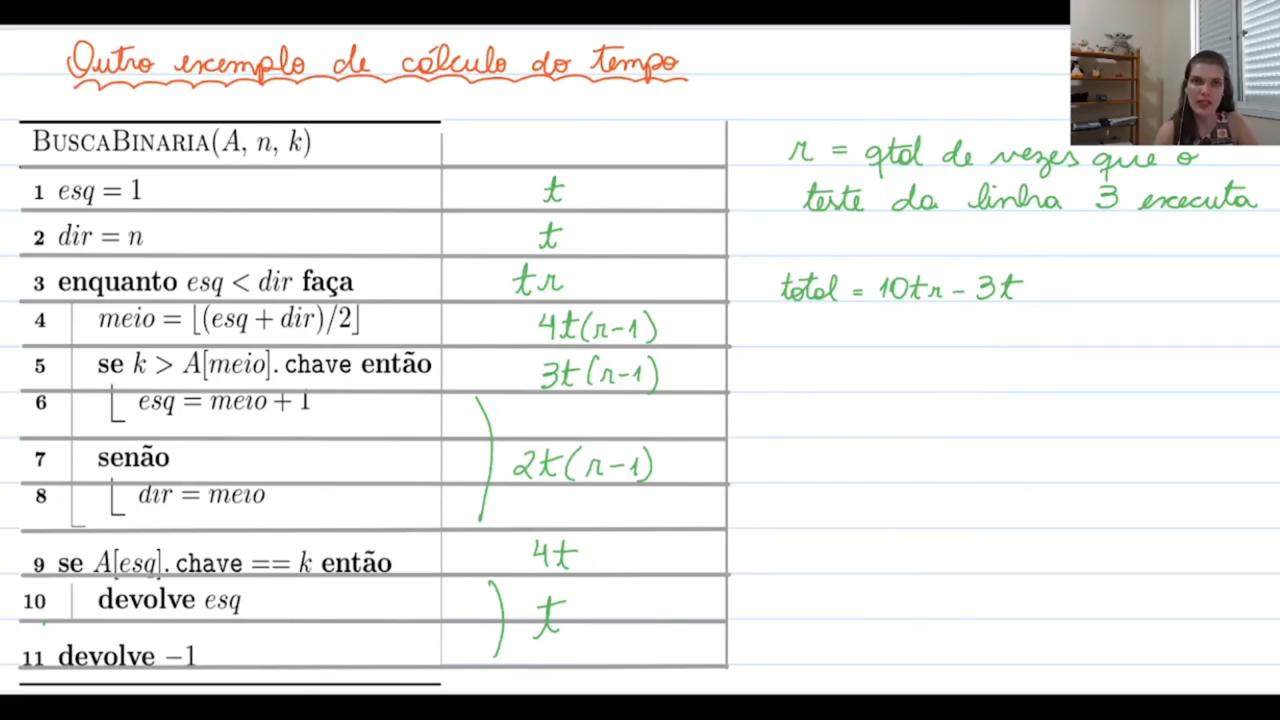 Outro exemplo de cálculo do tempo
BUSCABINARIA(A, n, k)
1 esq = 1
t
2 dir = n
t
3 enquanto esq < dir faça
tr
4 meio = ⌊(esq + dir)/2⌋
4t(r-1)
5 se k > A[meio]. chave então
3t(r-1)
6 esq = meio + 1
7 senão
2t(r-1)
8 dir = meio
9 se A[esq]. chave == k então
4t
10 devolve esq
t
11 devolve −1
r = qtd de vezes que o
teste da linha 3 executa
total = 10tr - 3t